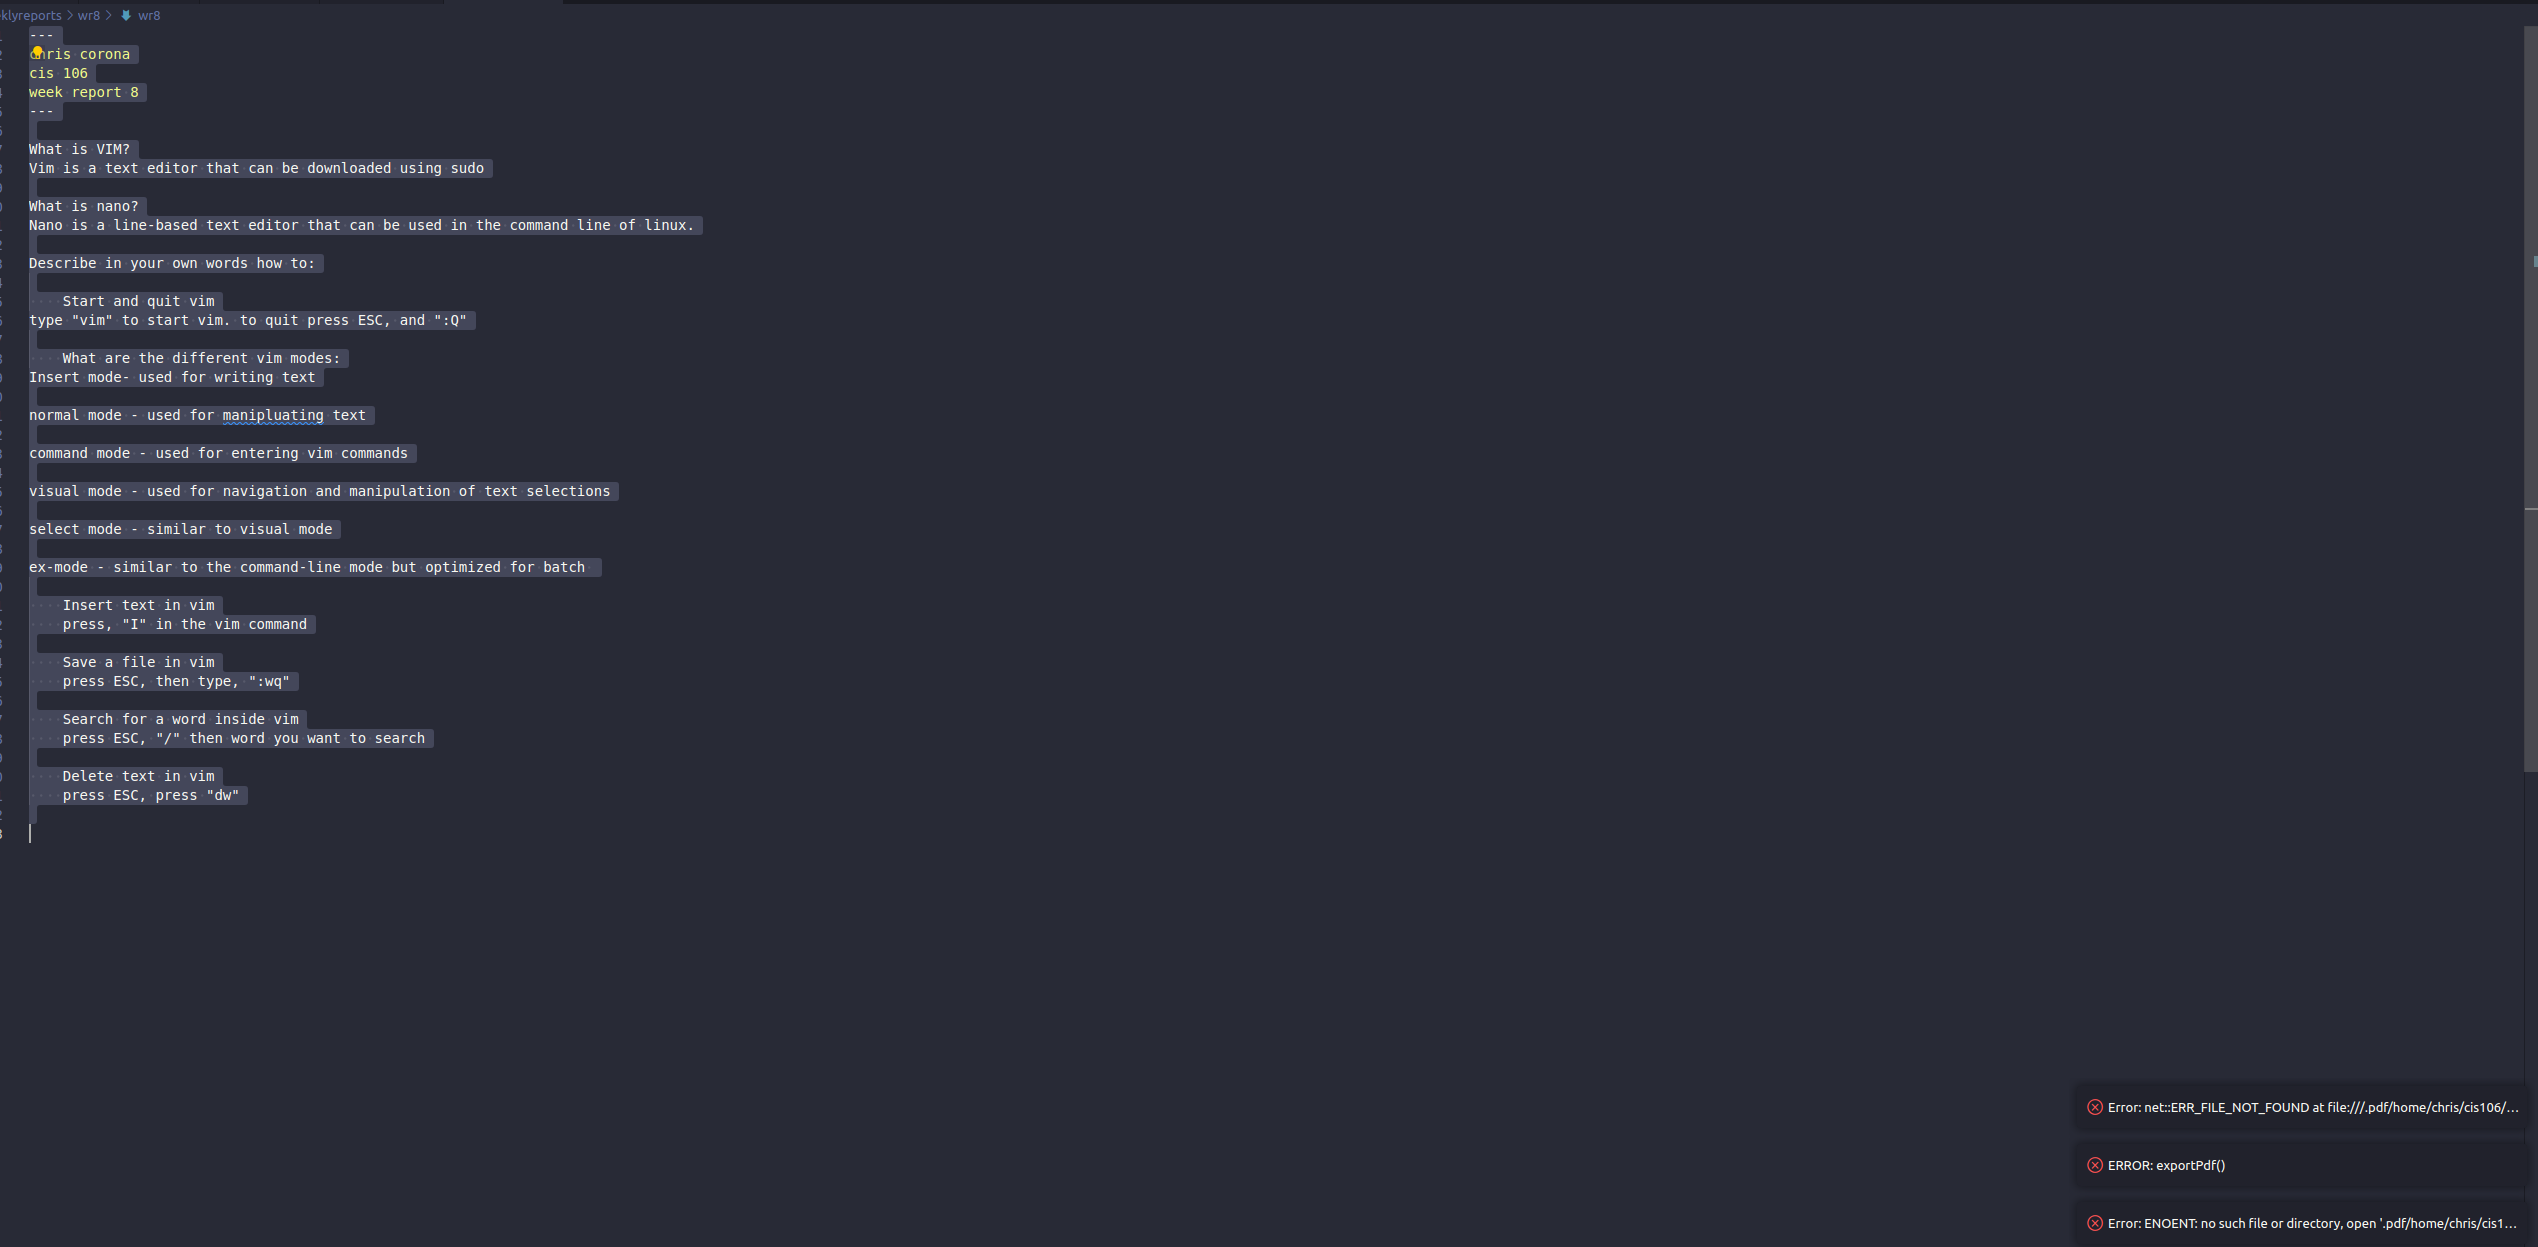 klyreports > wr8 > wr8
---
chris corona
cis 106
week report 8
---
What is VIM?
Vim is a text editor that can be downloaded using sudo
What is nano?
Nano is a line-based text editor that can be used in the command line of linux.
Describe in your own words how to:
Start and quit vim
type "vim" to start vim. to quit press ESC, and ":Q"
What are the different vim modes:
Insert mode- used for writing text
normal mode - used for manipluating text
command mode - used for entering vim commands
visual mode - used for navigation and manipulation of text selections
select mode - similar to visual mode
ex-mode - similar to the command-line mode but optimized for batch
Insert text in vim
press, "I" in the vim command
Save a file in vim
press ESC, then type, ":wq"
Search for a word inside vim
press ESC, "/" then word you want to search
Delete text in vim
press ESC, press "dw"
Error: net::ERR_FILE_NOT_FOUND at file:///.pdf/home/chris/cis106/...
ERROR: exportPdf()
Error: ENOENT: no such file or directory, open '.pdf/home/chris/cis1...